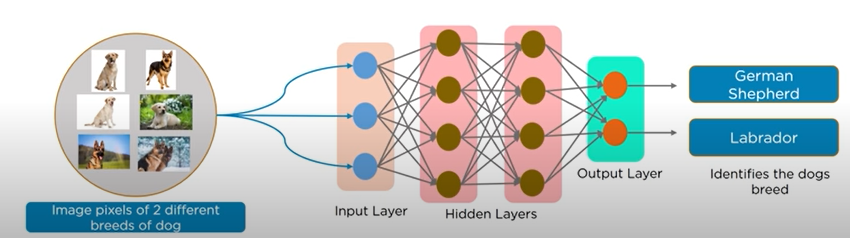 Image pixels of 2 different
breeds of dog
Input Layer
Hidden Layers
Output Layer
German
Shepherd
Labrador
Identifies the dogs
breed